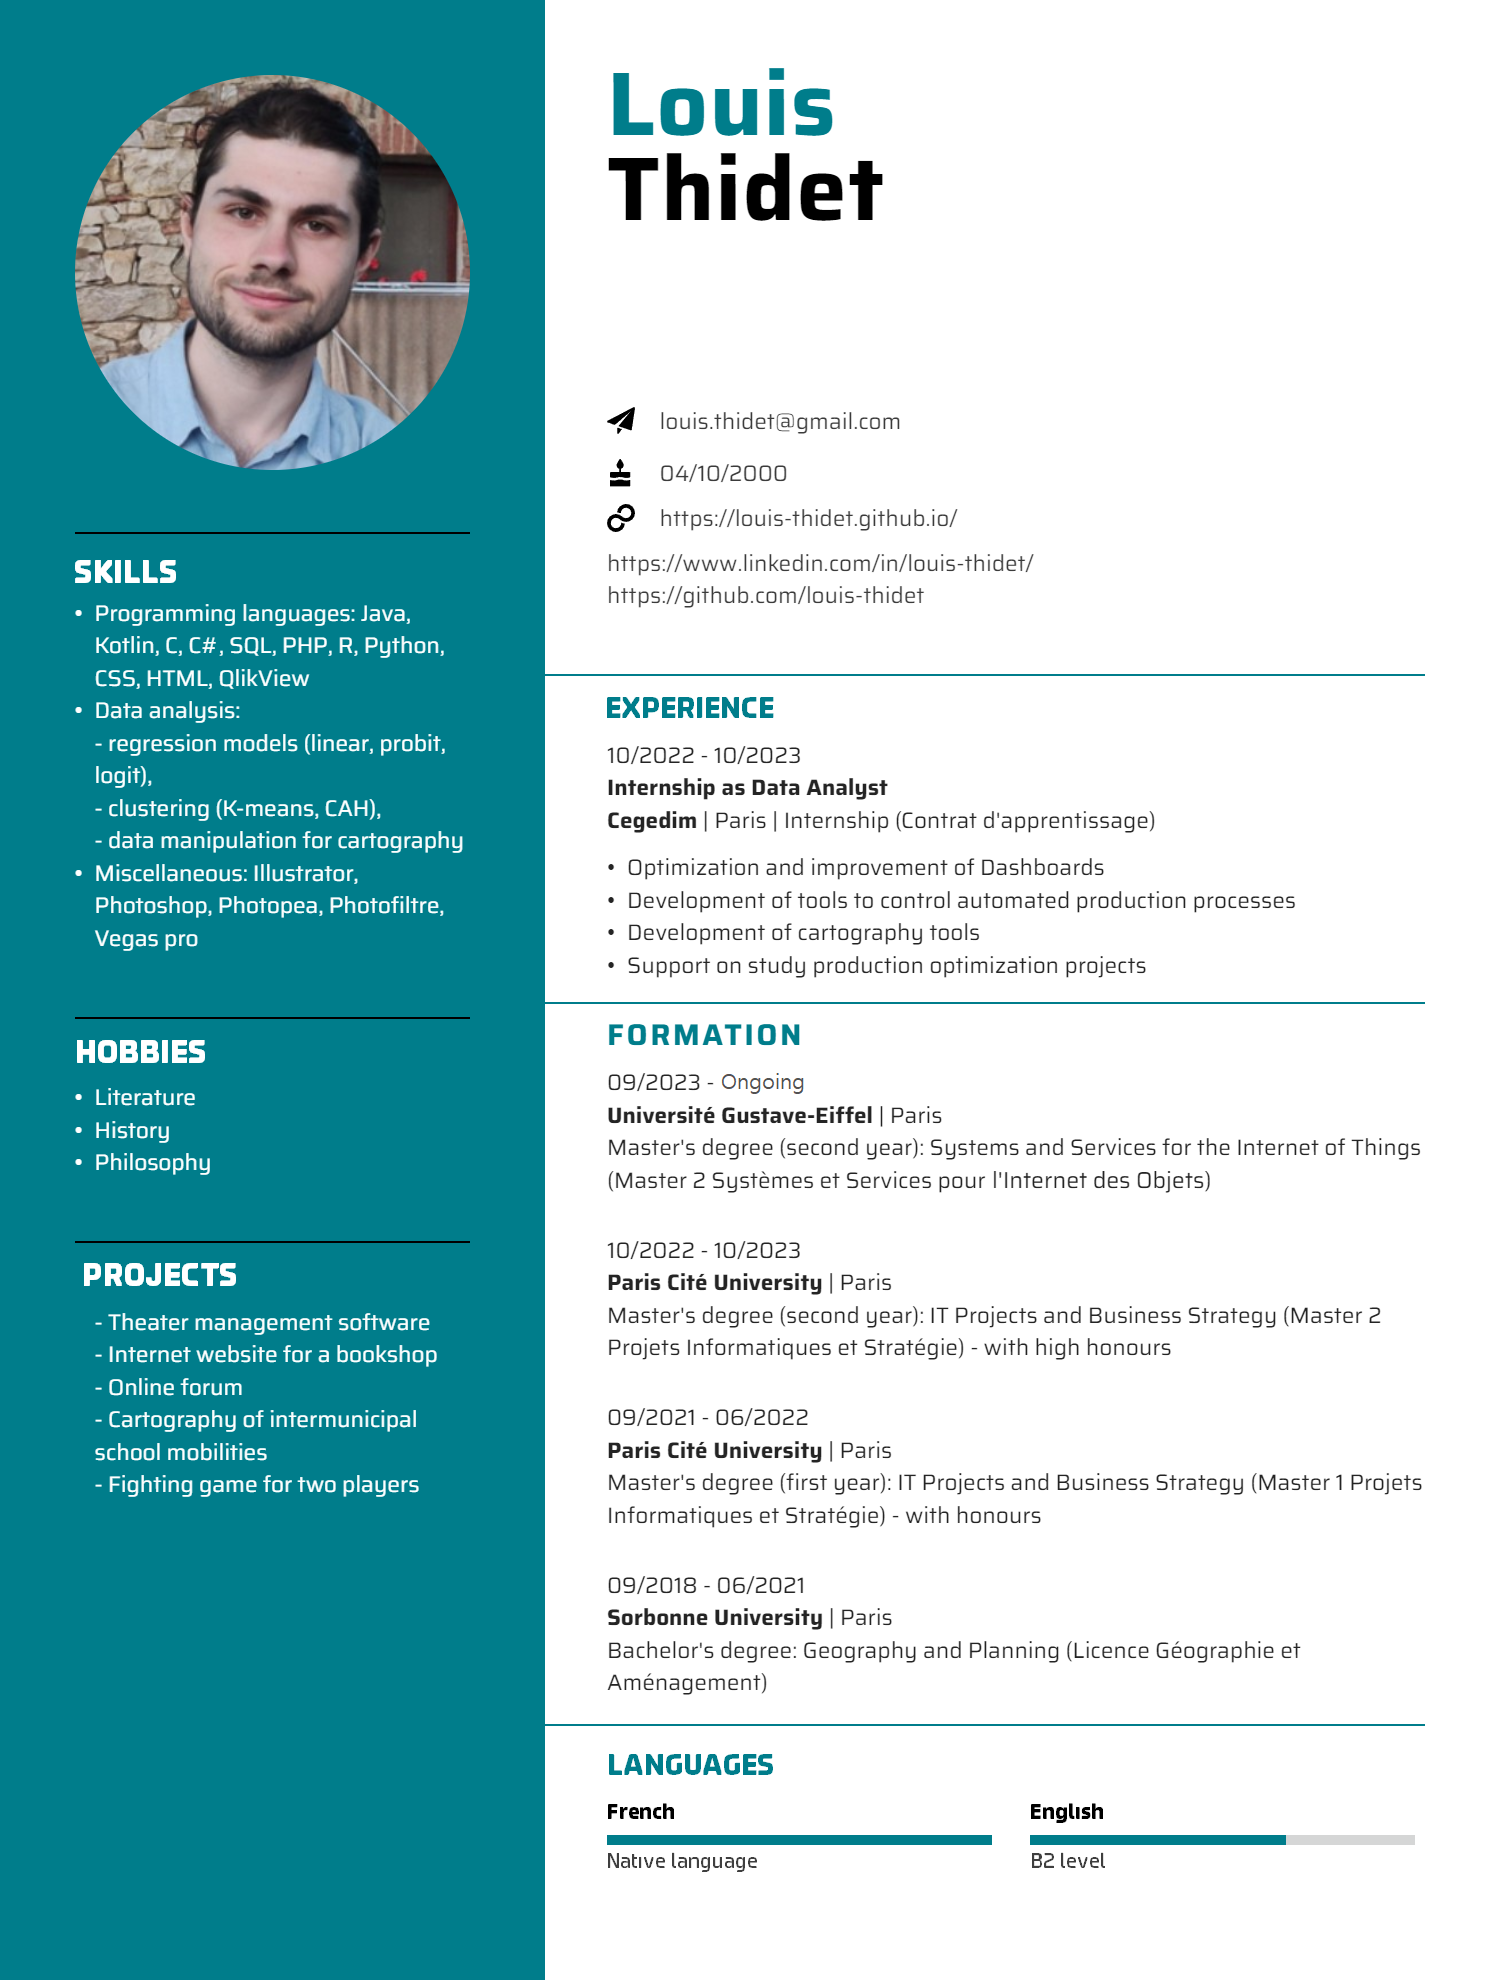 Louis
Thidet
louis.thidet@gmail.com
04/10/2000
https://louis-thidet.github.io/
https://www.linkedin.com/in/louis-thidet/
https://github.com/louis-thidet
SKILLS
• Programming languages: Java,
Kotlin, C, C#, SQL, PHP, R, Python,
CSS, HTML, QlikView
• Data analysis:
- regression models (linear, probit,
logit),
- clustering (K-means, CAH),
- data manipulation for cartography
• Miscellaneous: Illustrator,
Photoshop, Photopea, Photofiltre,
Vegas pro
HOBBIES
• Literature
• History
• Philosophy
PROJECTS
- Theater management software
- Internet website for a bookshop
- Online forum
- Cartography of intermunicipal
school mobilities
- Fighting game for two players
EXPERIENCE
10/2022 - 10/2023
Internship as Data Analyst
Cegedim | Paris | Internship (Contrat d'apprentissage)
• Optimization and improvement of Dashboards
• Development of tools to control automated production processes
• Development of cartography tools
• Support on study production optimization projects
FORMATION
09/2023 - Ongoing
Université Gustave-Eiffel | Paris
Master's degree (second year): Systems and Services for the Internet of Things
(Master 2 Systèmes et Services pour l'Internet des Objets)
10/2022 - 10/2023
Paris Cité University | Paris
Master's degree (second year): IT Projects and Business Strategy (Master 2
Projets Informatiques et Stratégie) - with high honours
09/2021 - 06/2022
Paris Cité University | Paris
Master's degree (first year): IT Projects and Business Strategy (Master 1 Projets
Informatiques et Stratégie) - with honours
09/2018 - 06/2021
Sorbonne University | Paris
Bachelor's degree: Geography and Planning (Licence Géographie et
Aménagement)
LANGUAGES
French
Native language
English
B2 level